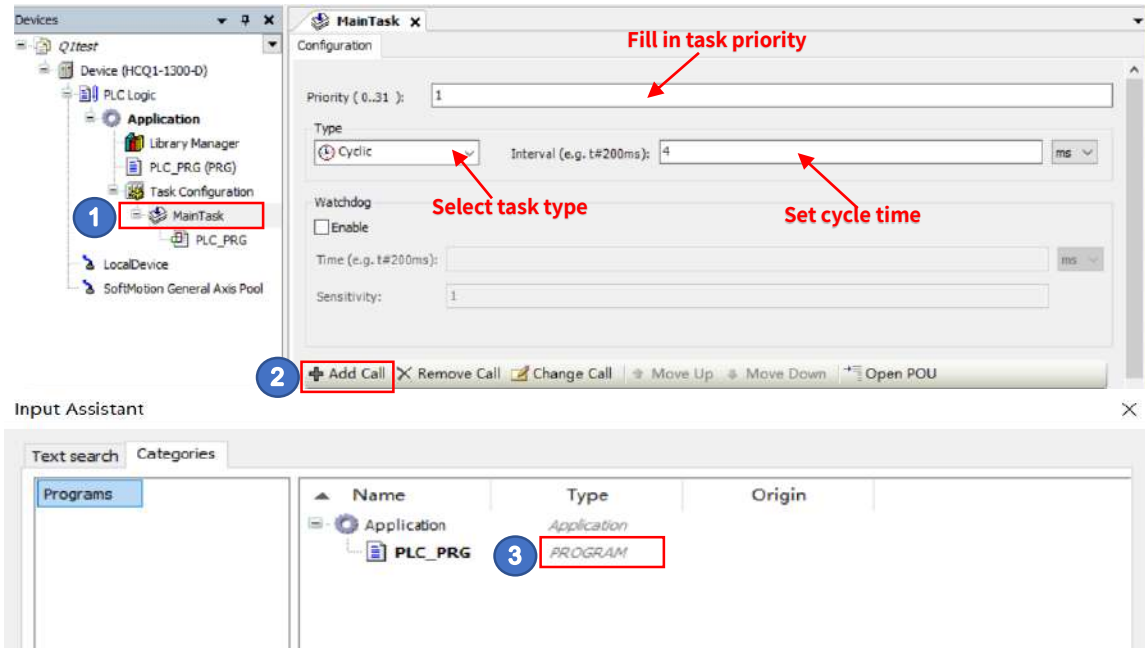 Devices
Q1test
Device (HCQ1-1300-D)
PLC Logic
Application
Library Manager
PLC_PRG (PRG)
Task Configuration
1
MainTask
PLC_PRG
LocalDevice
SoftMotion General Axis Pool
MainTask
Configuration
Fill in task priority
Priority ( 0..31 ): 1
Type
Cyclic Interval (e.g. t#200ms): 4 ms
Select task type
Set cycle time
Watchdog
Enable
Time (e.g. t#200ms): ms
Sensitivity: 1
2 Add Call Remove Call Change Call Move Up Move Down Open POU
Input Assistant
Text search Categories
Programs
Name Type Origin
Application Application
PLC_PRG 3 PROGRAM